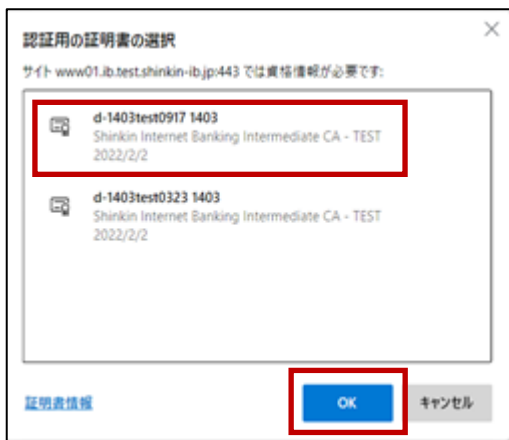 認証用の証明書の選択
サイト www01.ib.test.shinkin-ib.jp:443 では資格情報が必要です:
d-1403test0917 1403
Shinkin Internet Banking Intermediate CA - TEST
2022/2/2
d-1403test0323 1403
Shinkin Internet Banking Intermediate CA - TEST
2022/2/2
証明書情報
OK
キャンセル